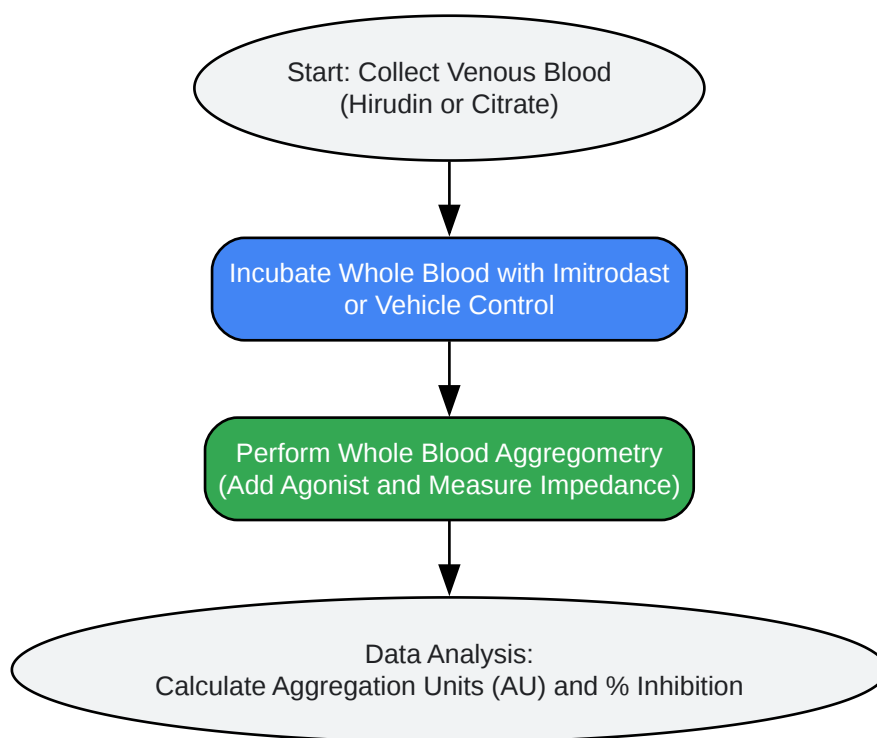 Start: Collect Venous Blood
(Hirudin or Citrate)
Incubate Whole Blood with Imitrodast
or Vehicle Control
Perform Whole Blood Aggregometry
(Add Agonist and Measure Impedance)
Data Analysis:
Calculate Aggregation Units (AU) and % Inhibition